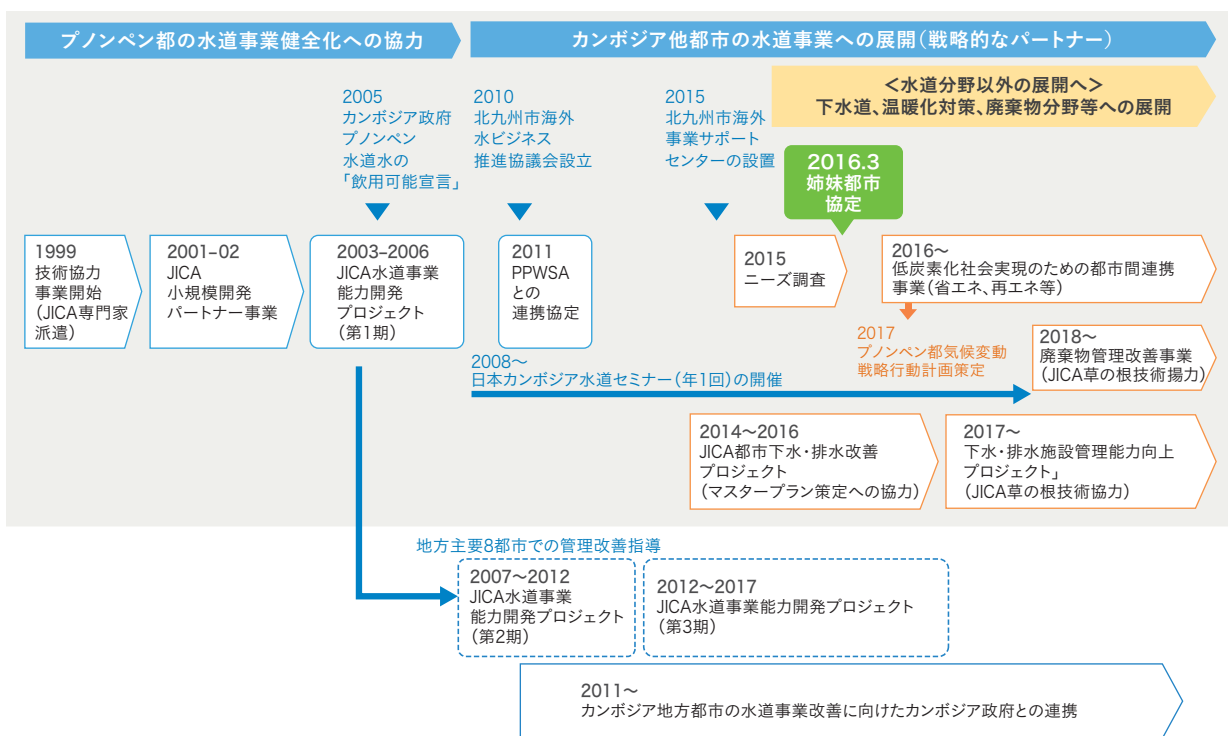 プノンペン都の水道事業健全化への協力
カンボジア他都市の水道事業への展開（戦略的なパートナー）
＜水道分野以外の展開へ＞
下水道、温暖化対策、廃棄物分野等への展開
2005
カンボジア政府
プノンペン
水道水の
「飲用可能宣言」
2010
北九州市海外
水ビジネス
推進協議会設立
2015
北九州市海外
事業サポート
センターの設置
2016.3
姉妹都市
協定
1999
技術協力
事業開始
（JICA専門家
派遣）
2001–02
JICA
小規模開発
パートナー事業
2003–2006
JICA水道事業
能力開発
プロジェクト
（第1期）
2011
PPWSA
との
連携協定
2015
ニーズ調査
2016〜
低炭素化社会実現のための都市間連携
事業（省エネ、再エネ等）
2017
プノンペン都気候変動
戦略行動計画策定
2018〜
廃棄物管理改善事業
（JICA草の根技術揚力）
2008〜
日本カンボジア水道セミナー（年1回）の開催
2014〜2016
JICA都市下水・排水改善
プロジェクト
（マスタープラン策定への協力）
2017〜
下水・排水施設管理能力向上
プロジェクト」
（JICA草の根技術協力）
地方主要8都市での管理改善指導
2007〜2012
JICA水道事業
能力開発プロジェクト
（第2期）
2012〜2017
JICA水道事業能力開発プロジェクト
（第3期）
2011〜
カンボジア地方都市の水道事業改善に向けたカンボジア政府との連携